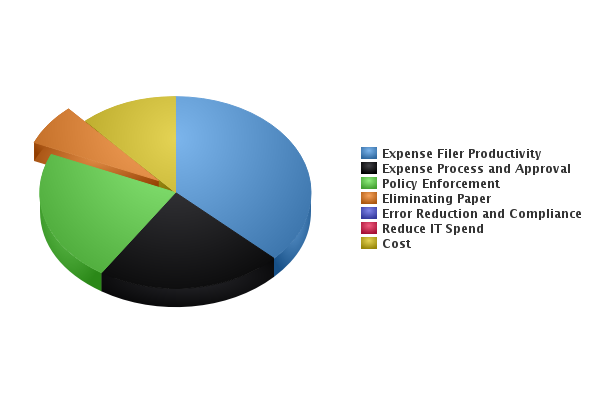 Expense Filer Productivity
Expense Process and Approval
Policy Enforcement
Eliminating Paper
Error Reduction and Compliance
Reduce IT Spend
Cost